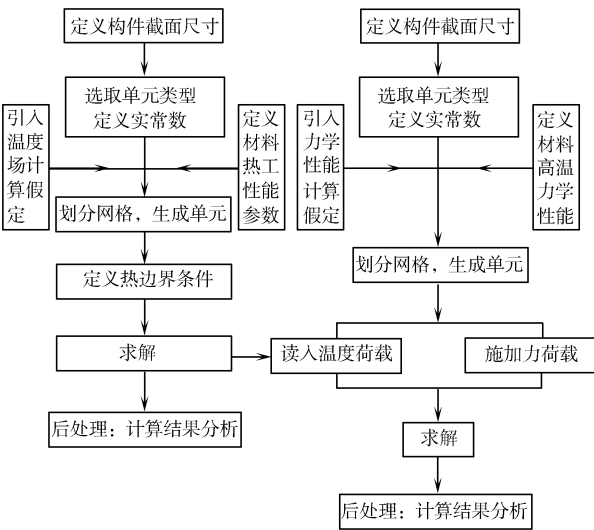 定义构件截面尺寸
选取单元类型
定义实常数
引入
温度
场计
算假
定
定义
材料
热工
性能
参数
划分网格，生成单元
定义热边界条件
求解
后处理：计算结果分析
定义构件截面尺寸
选取单元类型
定义实常数
引入
力学
性能
计算
假定
定义
材料
高温
力学
性能
划分网格，生成单元
读入温度荷载
施加力荷载
求解
后处理：计算结果分析